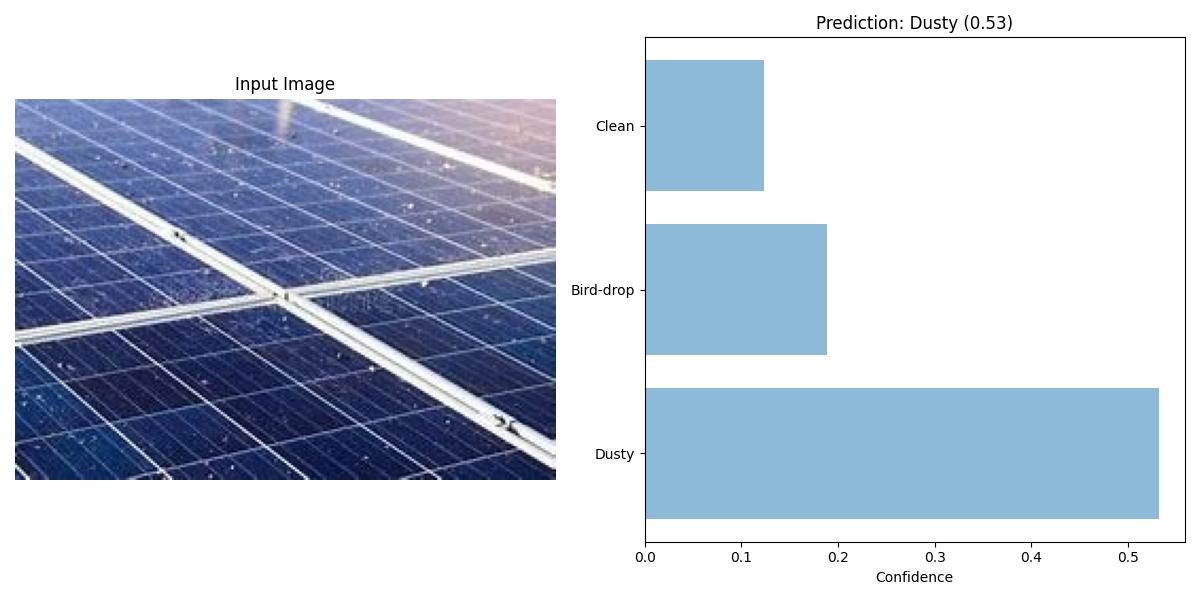 Input Image
Prediction: Dusty (0.53)
Clean
Bird-drop
Dusty
0.0 0.1 0.2 0.3 0.4 0.5
Confidence